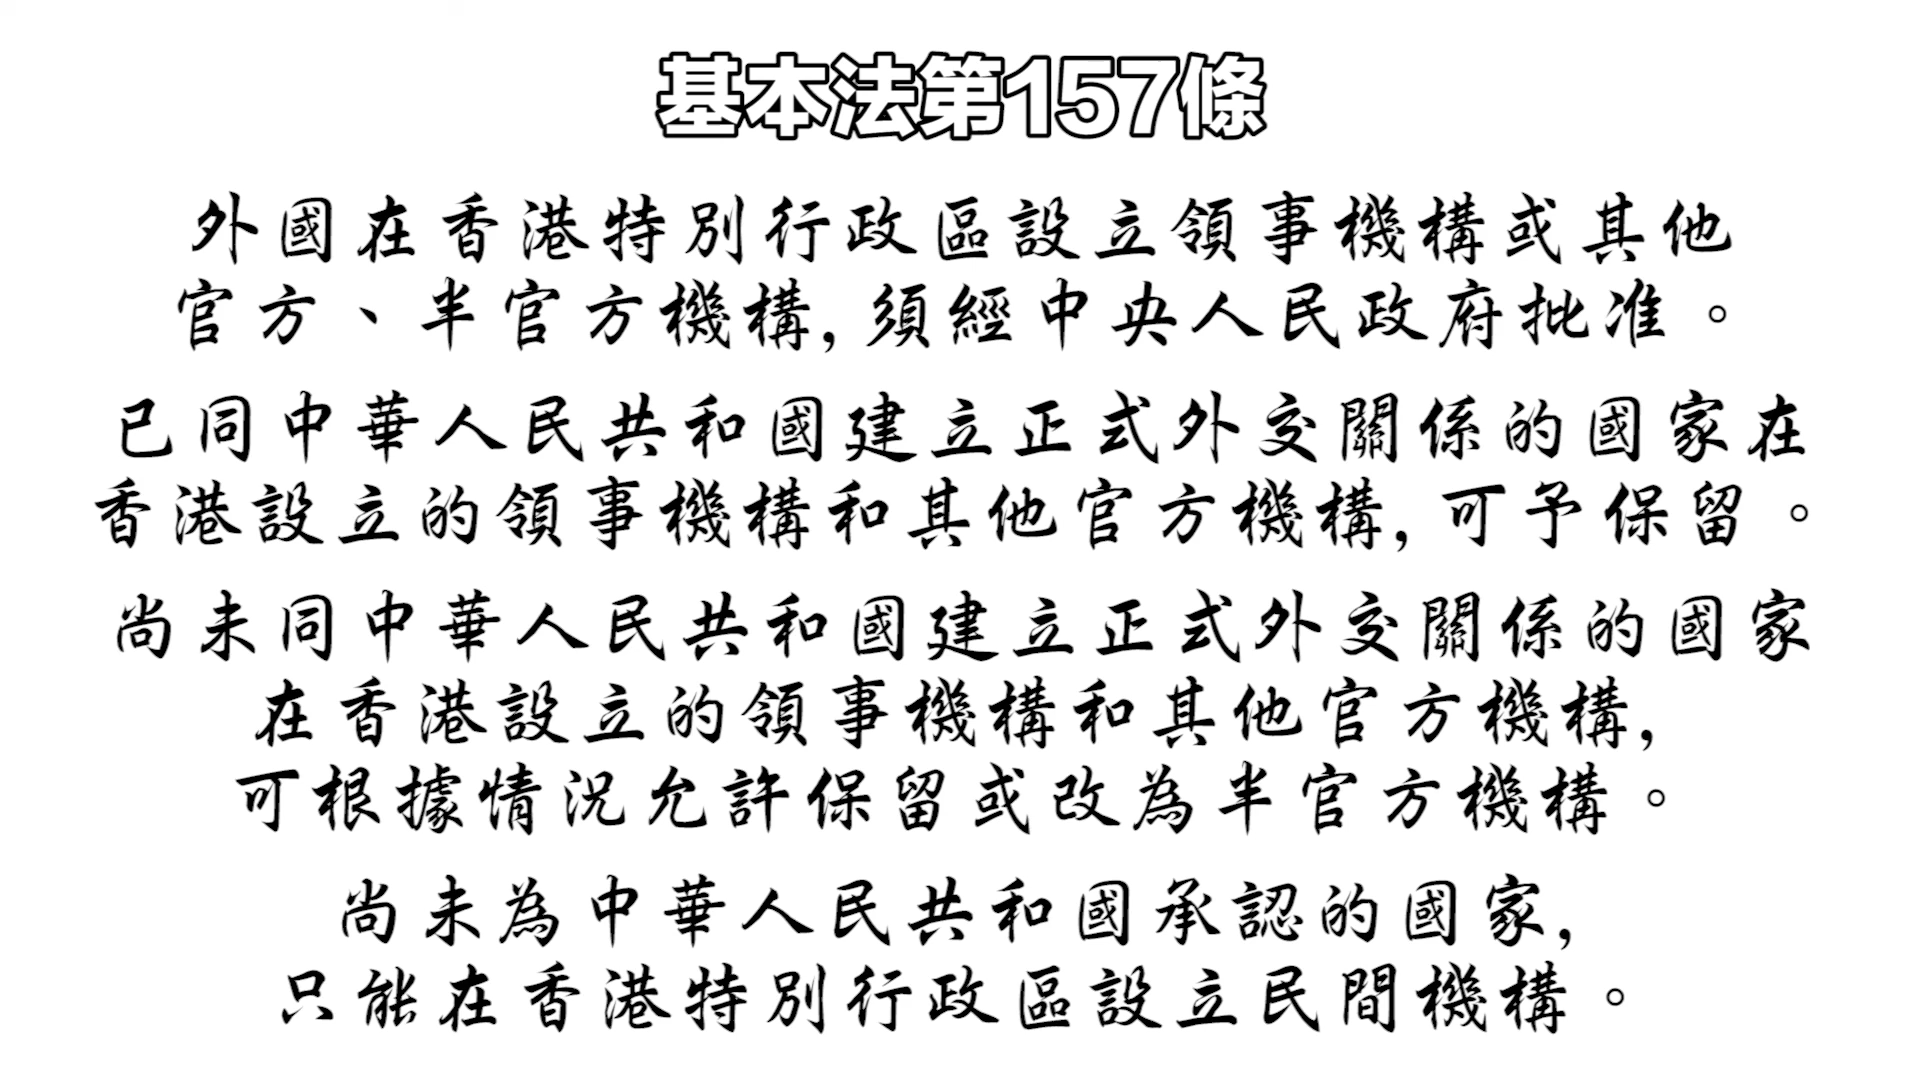 基本法第157條
外國在香港特別行政區設立領事機構或其他
官方、半官方機構,須經中央人民政府批准。
已同中華人民共和國建立正式外交關係的國家在
香港設立的領事機構和其他官方機構,可予保留。
尚未同中華人民共和國建立正式外交關係的國家
在香港設立的領事機構和其他官方機構,
可根據情況允許保留或改為半官方機構。
尚未為中華人民共和國承認的國家,
只能在香港特別行政區設立民間機構。